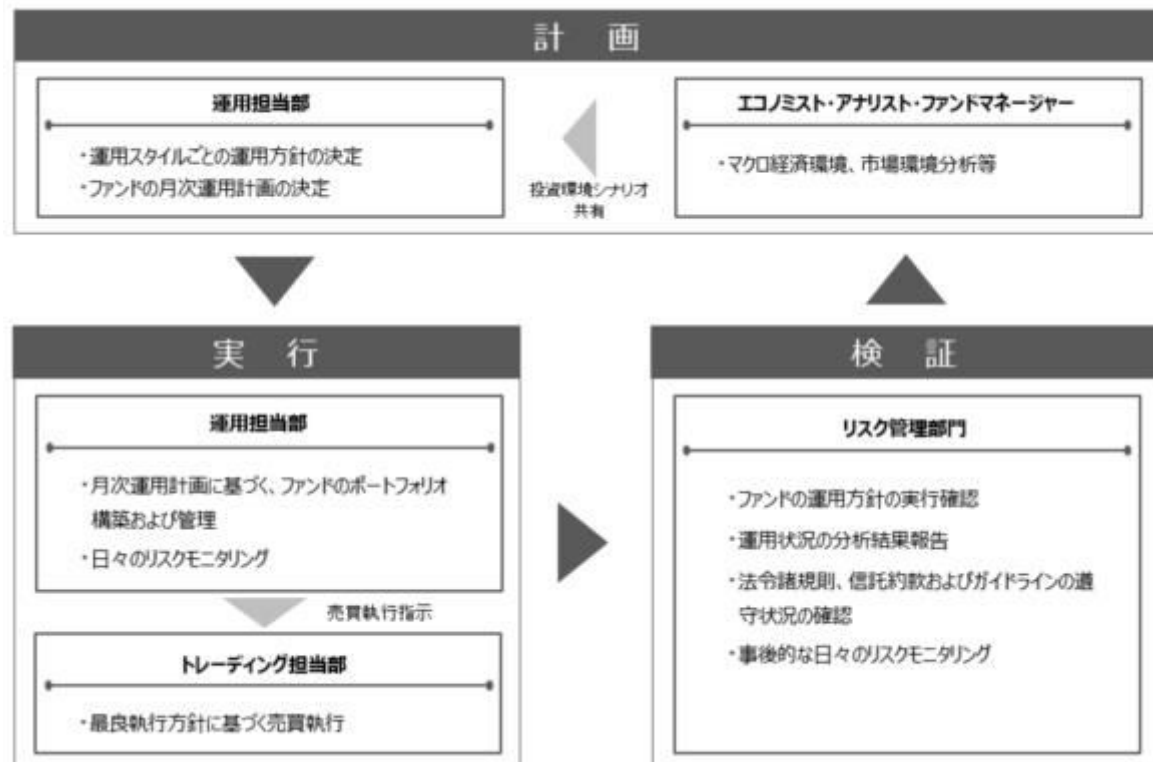 計 画
運用担当部
・運用スタイルごとの運用方針の決定
・ファンドの月次運用計画の決定
投資環境シナリオ
共有
エコノミスト・アナリスト・ファンドマネージャー
・マクロ経済環境、市場環境分析等
実 行
運用担当部
・月次運用計画に基づく、ファンドのポートフォリオ
構築および管理
・日々のリスクモニタリング
売買執行指示
トレーディング担当部
・最良執行方針に基づく売買執行
検 証
リスク管理部門
・ファンドの運用方針の実行確認
・運用状況の分析結果報告
・法令諸規則、信託約款およびガイドラインの遵
守状況の確認
・事後的な日々のリスクモニタリング